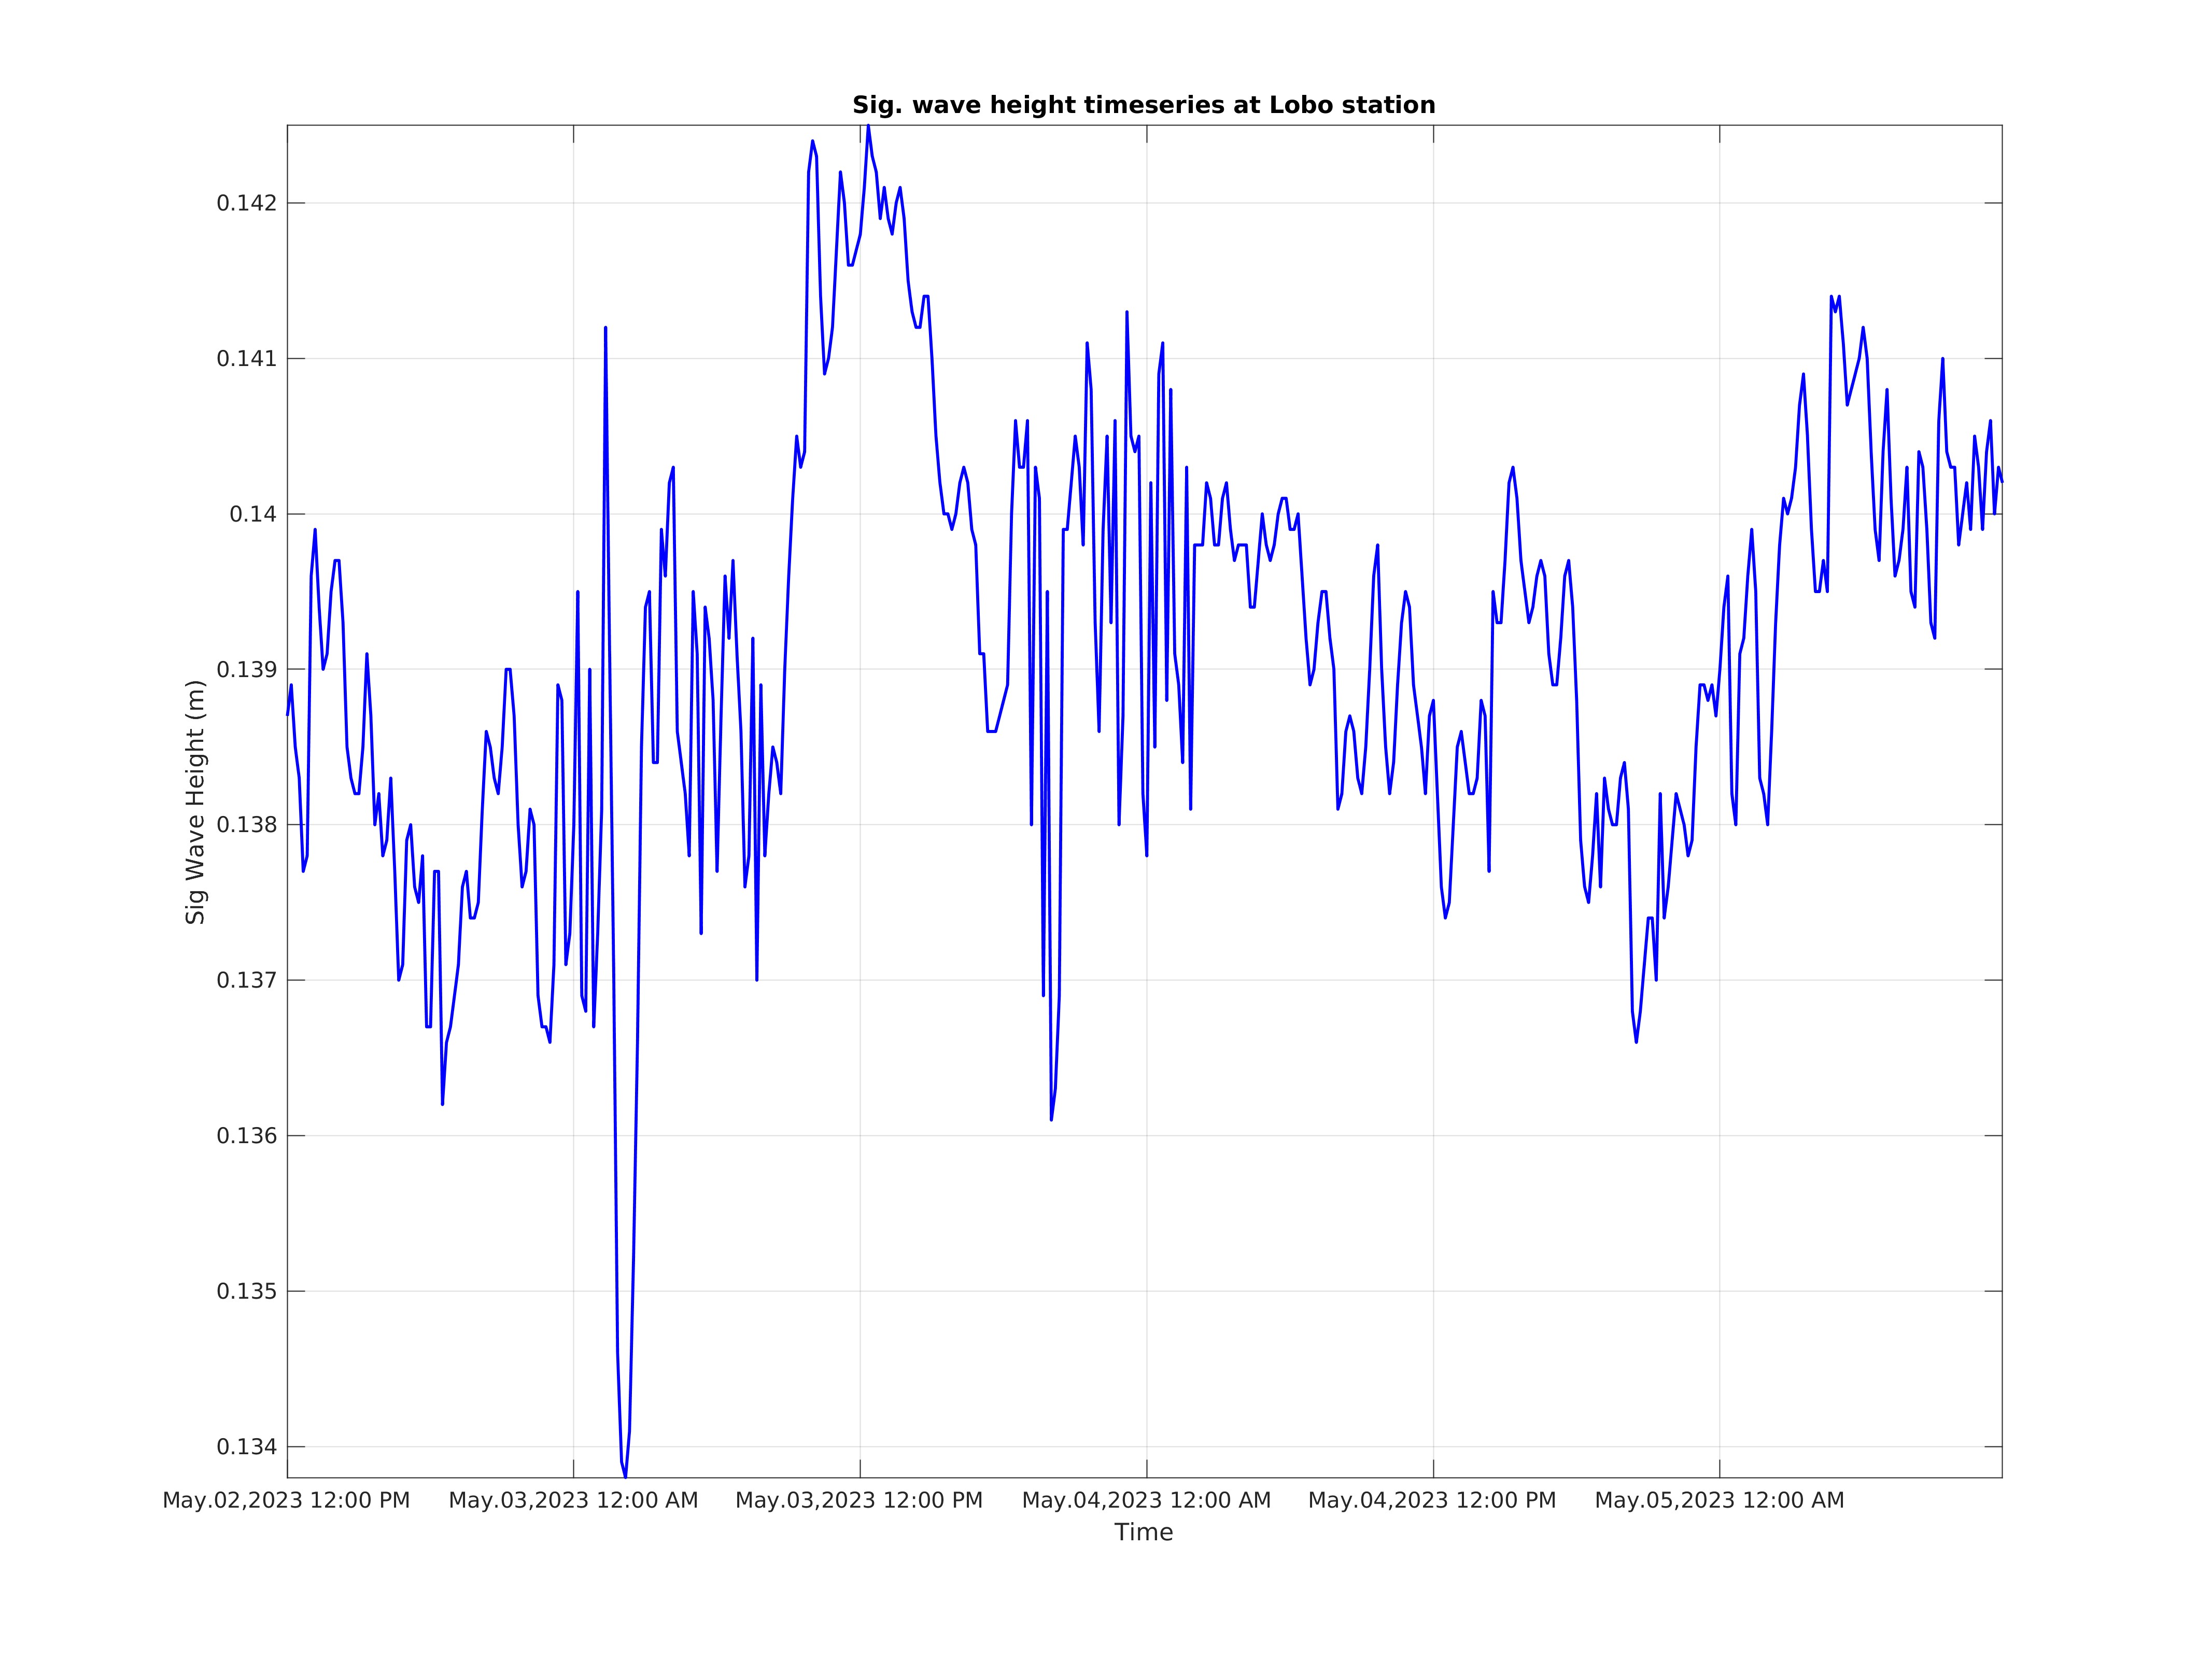 Sig. wave height timeseries at Lobo station
0.142
0.141
0.14
0.139
0.138
0.137
0.136
0.135
0.134
Sig Wave Height (m)
May.02,2023 12:00 PM May.03,2023 12:00 AM May.03,2023 12:00 PM May.04,2023 12:00 AM May.04,2023 12:00 PM May.05,2023 12:00 AM
Time